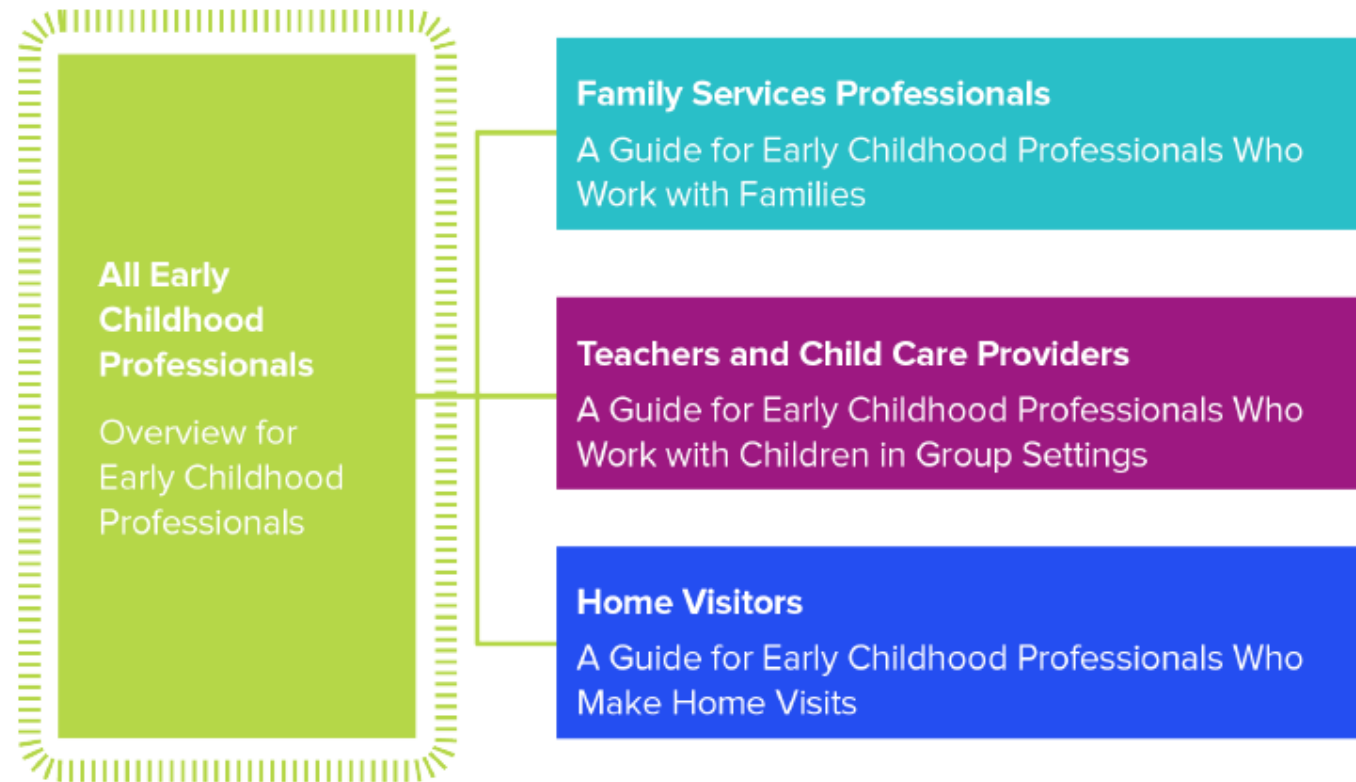 All Early
Childhood
Professionals
Overview for
Early Childhood
Professionals
Family Services Professionals
A Guide for Early Childhood Professionals Who
Work with Families
Teachers and Child Care Providers
A Guide for Early Childhood Professionals Who
Work with Children in Group Settings
Home Visitors
A Guide for Early Childhood Professionals Who
Make Home Visits